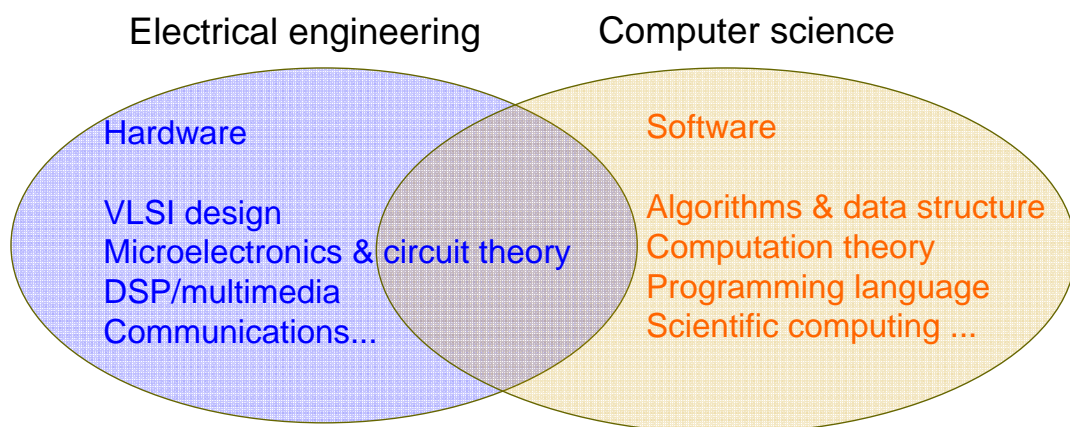 Electrical engineering
Computer science
Hardware
VLSI design
Microelectronics & circuit theory
DSP/multimedia
Communications...
Software
Algorithms & data structure
Computation theory
Programming language
Scientific computing ...